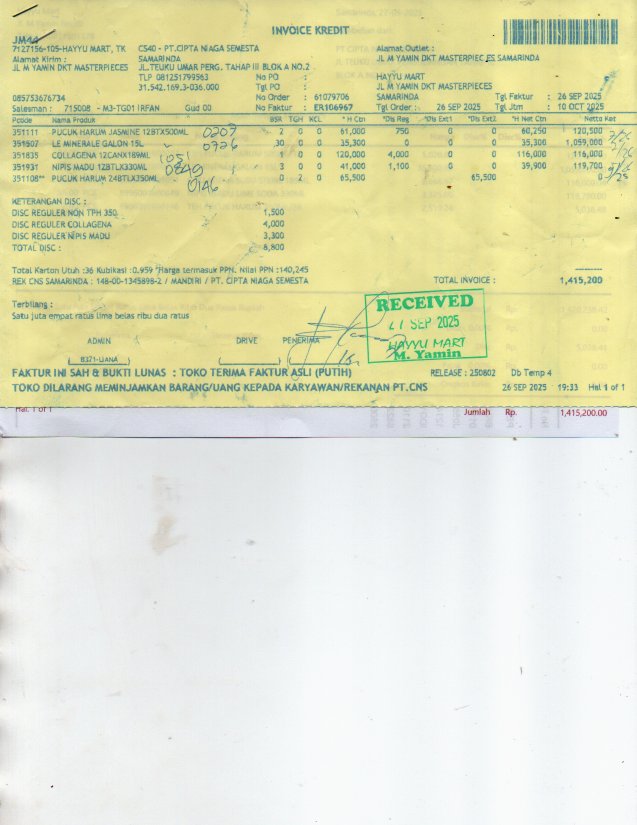 INVOICE KREDIT
7127156-105-HAYYU MART, TK C540 - PT.CIPTA NIAGA SEMESTA Alamat Outlet :
Alamat Kirim : SAMARINDA JL M YAMIN DKT MASTERPIECES SAMARINDA
JL M YAMIN DKT MASTERPIECES JL.TEUKU UMAR PERG. TAHAP III BLOK A NO.2
TLP 081251799563 No PO : HAYYU MART
31.542.169.3-036.000 Tgl PO : JL M YAMIN DKT MASTERPIECES
085753676734 No Order : 61079706 SAMARINDA Tgl Faktur : 26 SEP 2025
Salesman : 715008 - M3-TG01 IRFAN Gud 00 No Faktur : ER106967 Tgl Order : 26 SEP 2025 Tgl Jtm : 10 OCT 2025
Pcode Nama Produk BSR TGH KCL * H Ctn *Dis Reg *Dis Ext1 *Dis Ext2 *H Net Ctn Netto Ket
351111 PUCUK HARUM JASMINE 12BTX500ML 0207 2 0 0 61,000 750 0 0 60,250 120,500
351507 LE MINERALE GALON 15L 0726 30 0 0 35,300 0 0 0 35,300 1,059,000
351835 COLLAGENA 12CANX189ML 1 0 0 120,000 4,000 0 0 116,000 116,000
351931 NIPIS MADU 12BTLX330ML 3 0 0 41,000 1,100 0 0 39,900 119,700
351108** PUCUK HARUM 24BTLX350ML 0146 0 2 0 65,500 65,500 0
KETERANGAN DISC :
DISC REGULER NON TPH 350 1,500
DISC REGULER COLLAGENA 4,000
DISC REGULER NIPIS MADU 3,300
TOTAL DISC : 8,800
Total Karton Utuh :36 Kubikasi :0.959 *Harga termasuk PPN. Nilai PPN :140,245
REK CNS SAMARINDA : 148-00-1345898-2 / MANDIRI / PT. CIPTA NIAGA SEMESTA TOTAL INVOICE : 1,415,200
Terbilang :
Satu juta empat ratus lima belas ribu dua ratus
RECEIVED
SEP 2025
HAYYU MART
M. Yamin
ADMIN DRIVE PENERIMA
( B371-LIANA ) ( ) (
FAKTUR INI SAH & BUKTI LUNAS : TOKO TERIMA FAKTUR ASLI (PUTIH) RELEASE : 250802 Db Temp 4
TOKO DILARANG MEMINJAMKAN BARANG/UANG KEPADA KARYAWAN/REKANAN PT.CNS 26 SEP 2025 19:33 Hal 1 of 1
Hal. 1 of 1 Jumlah Rp. 1,415,200.00